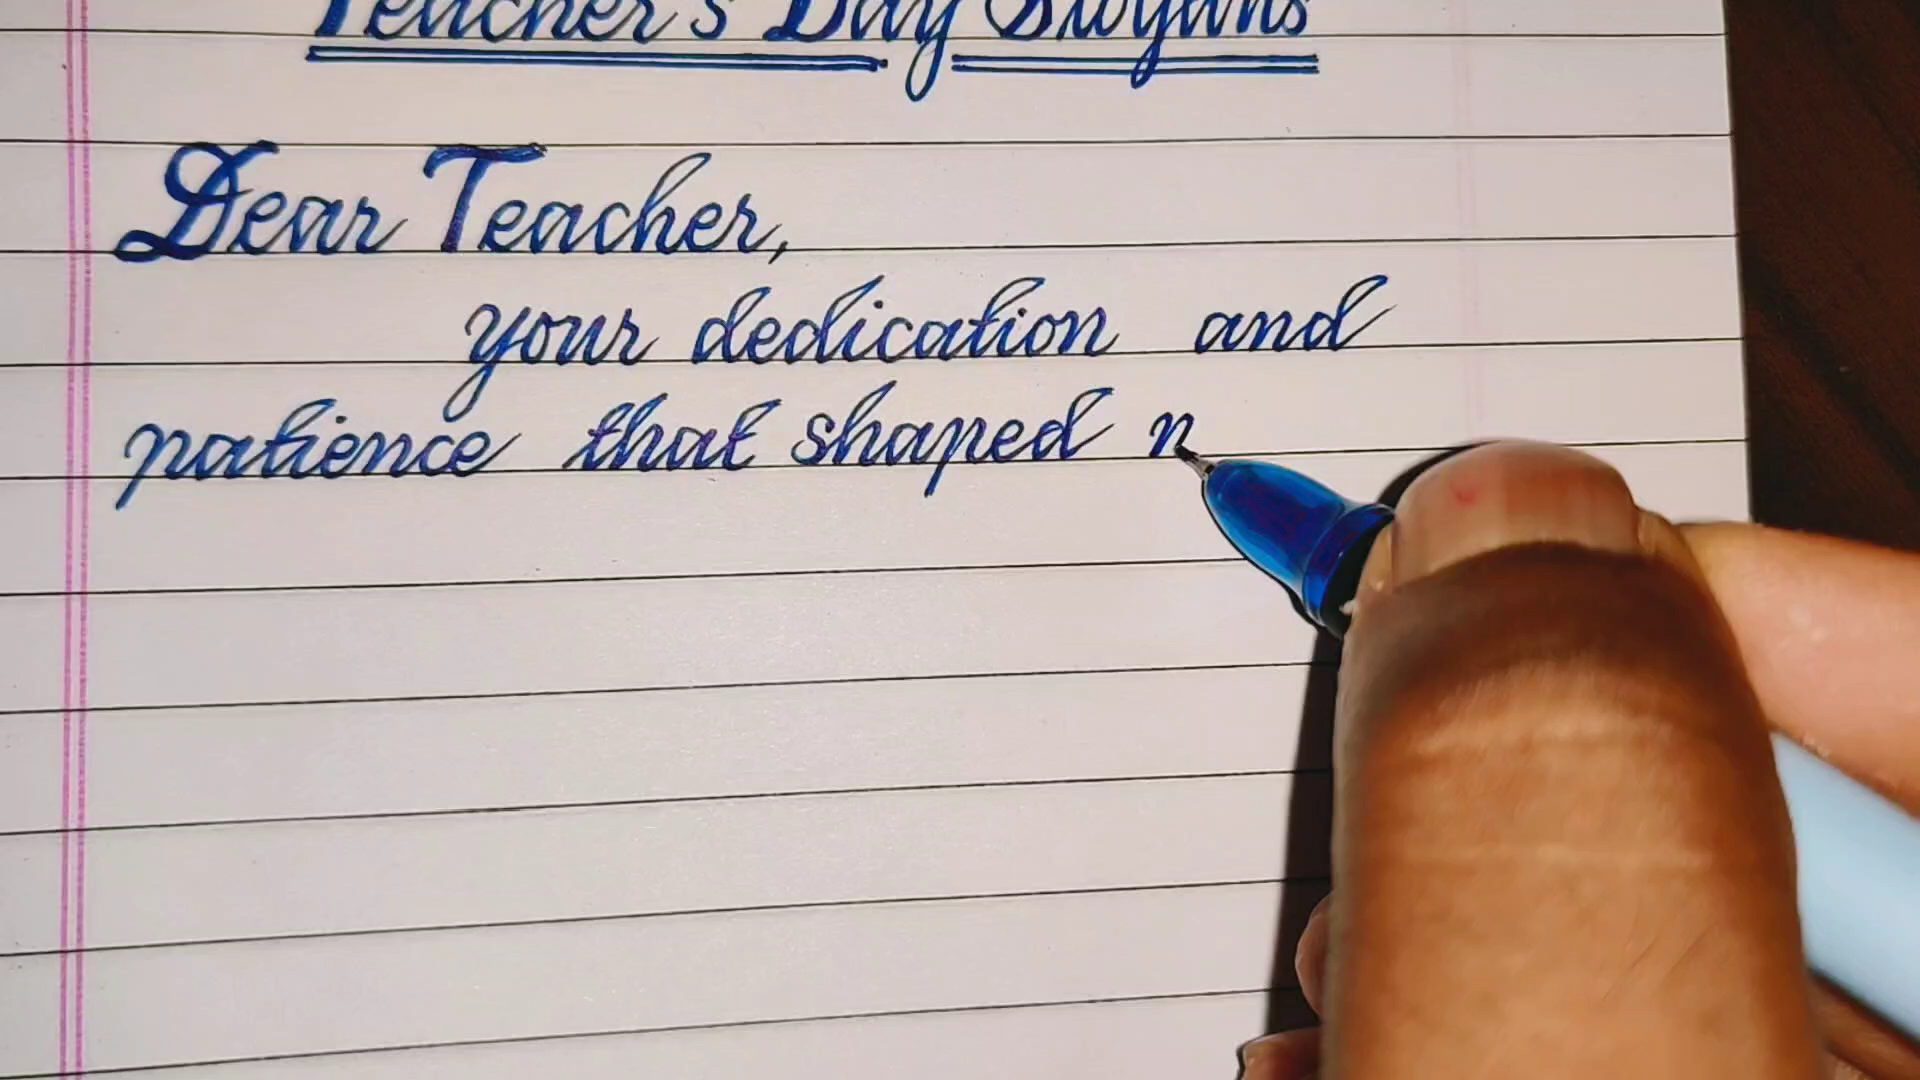 Teacher's Day Slogans
Dear Teacher,
your dedication and
patience that shaped n